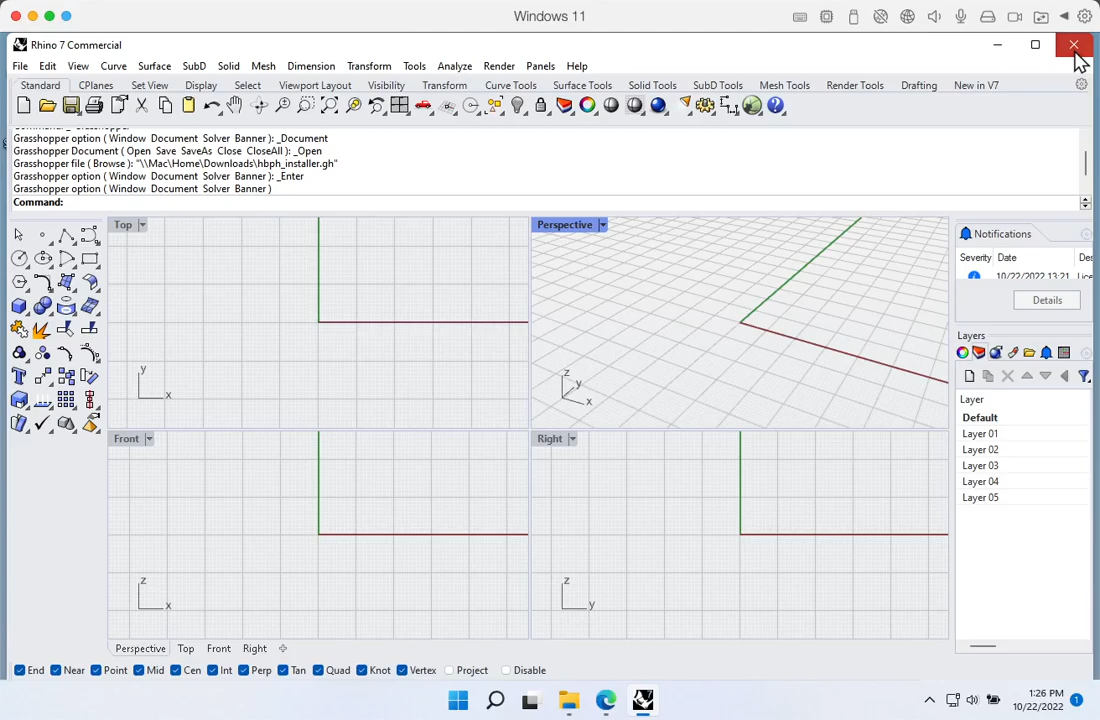 Windows 11
Rhino 7 Commercial
File Edit View Curve Surface SubD Solid Mesh Dimension Transform Tools Analyze Render Panels Help
Standard CPlanes Set View Display Select Viewport Layout Visibility Transform Curve Tools Surface Tools Solid Tools SubD Tools Mesh Tools Render Tools Drafting New in V7
Grasshopper option ( Window Document Solver Banner ): _Document
Grasshopper Document ( Open Save SaveAs Close CloseAll ): _Open
Grasshopper file ( Browse ): "\\Mac\Home\Downloads\hbph_installer.gh"
Grasshopper option ( Window Document Solver Banner ): _Enter
Grasshopper option ( Window Document Solver Banner )
Command:
Top
Perspective
Notifications
Severity Date
10/22/2022 13:21
Details
Layers
Layer
Default
Layer 01
Layer 02
Layer 03
Layer 04
Layer 05
y
x
z
y
x
Front
Right
z
x
z
y
Perspective Top Front Right
End Near Point Mid Cen Int Perp Tan Quad Knot Vertex Project Disable
1:26 PM
10/22/2022
1